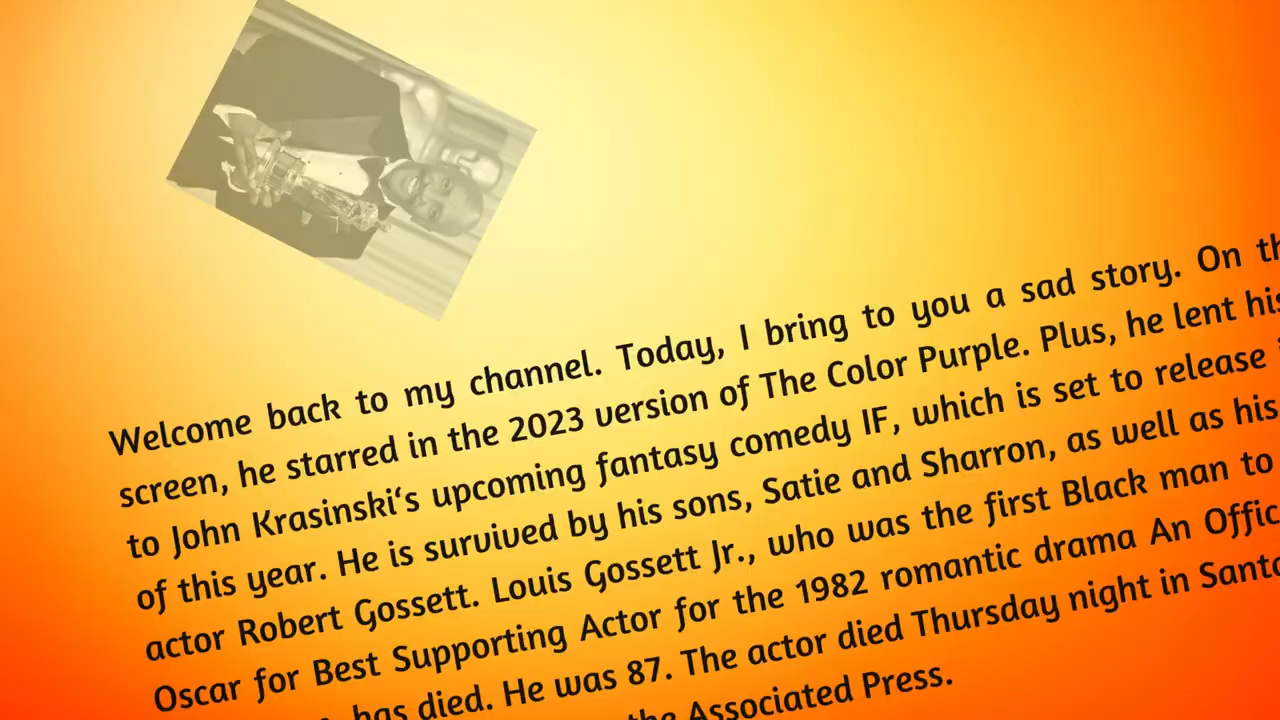 Welcome back to my channel. Today, I bring to you a sad story. On
screen, he starred in the 2023 version of The Color Purple. Plus, he lent his
to John Krasinski‘s upcoming fantasy comedy IF, which is set to release
of this year. He is survived by his sons, Satie and Sharron, as well as his
actor Robert Gossett. Louis Gossett Jr., who was the first Black man to
Oscar for Best Supporting Actor for the 1982 romantic drama An
has died. He was 87. The actor died Thursday night in
the Associated Press.